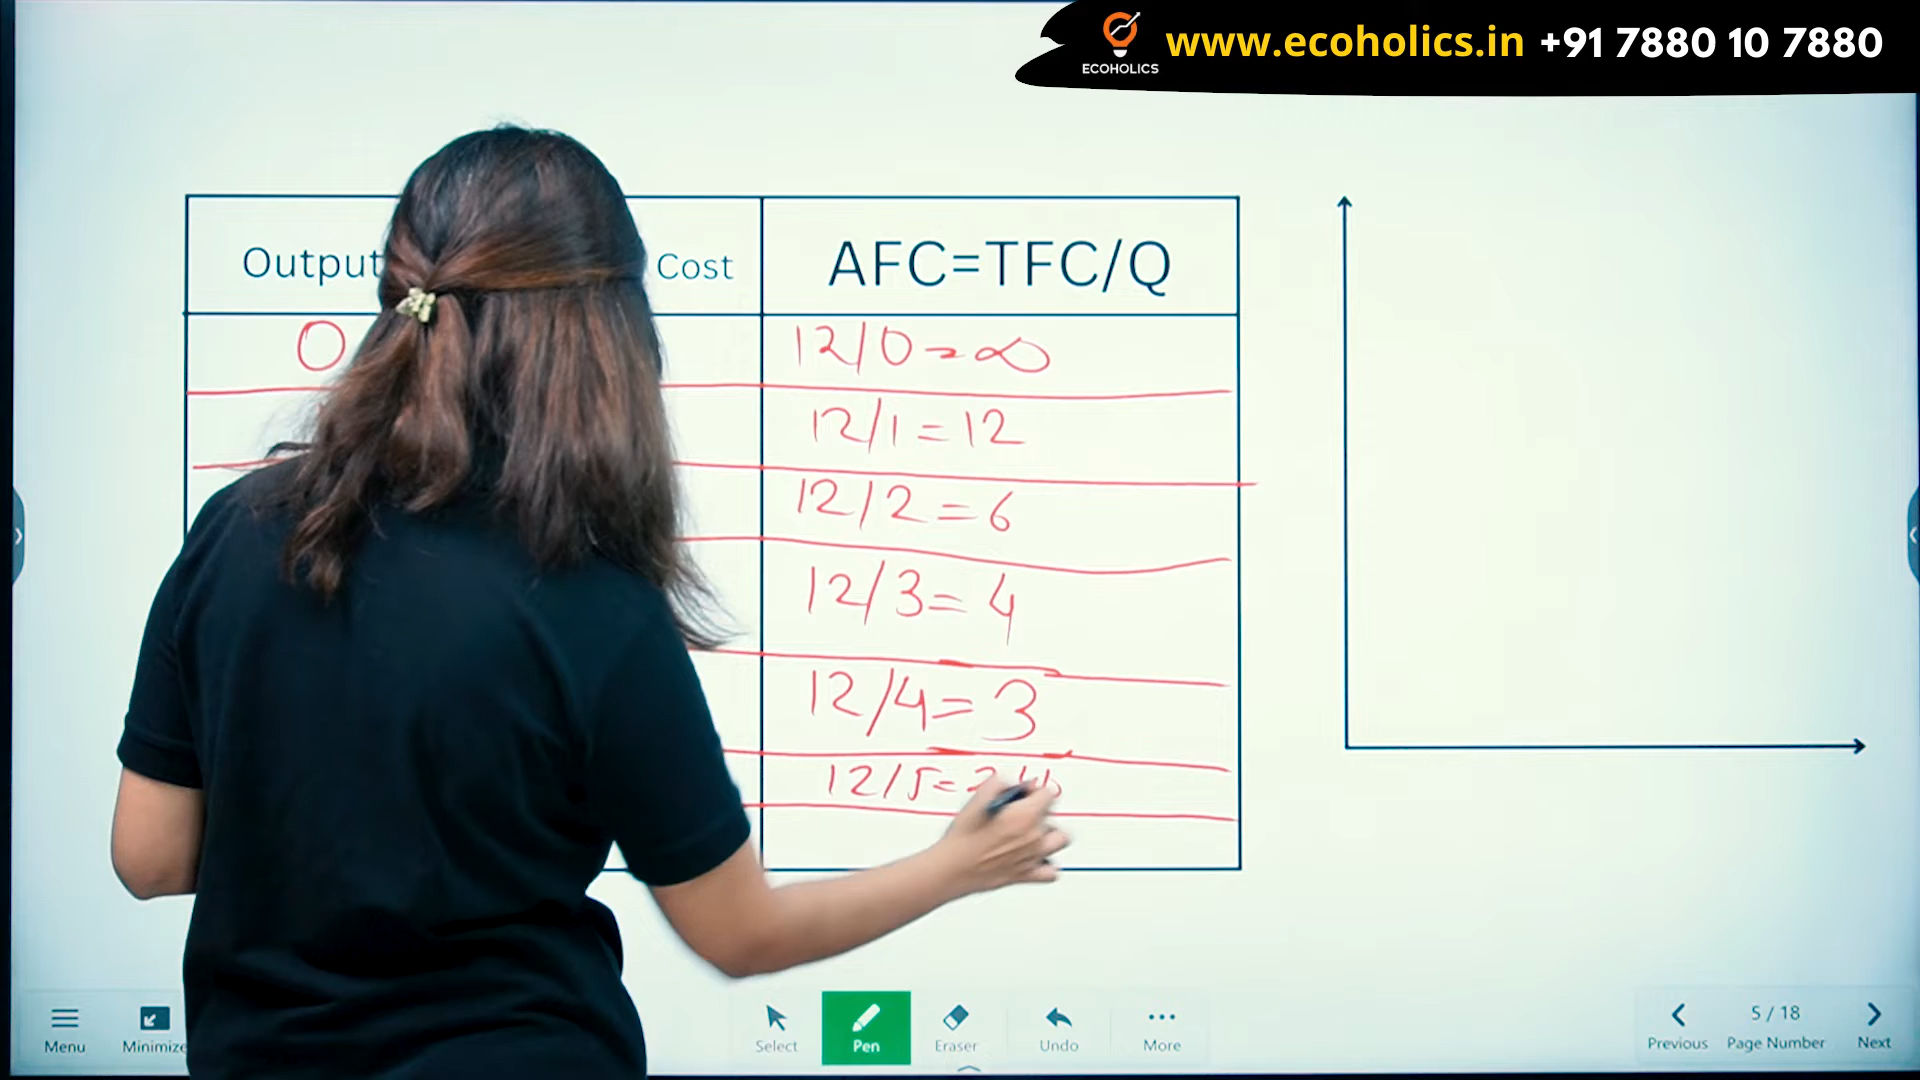 www.ecoholics.in +91 7880 10 7880
ECOHOLICS
Output Cost AFC=TFC/Q
0 12/0=∞
12/1=12
12/2=6
12/3=4
12/4=3
12/5=
Menu Minimize Select Pen Eraser Undo More Previous 5 / 18 Page Number Next